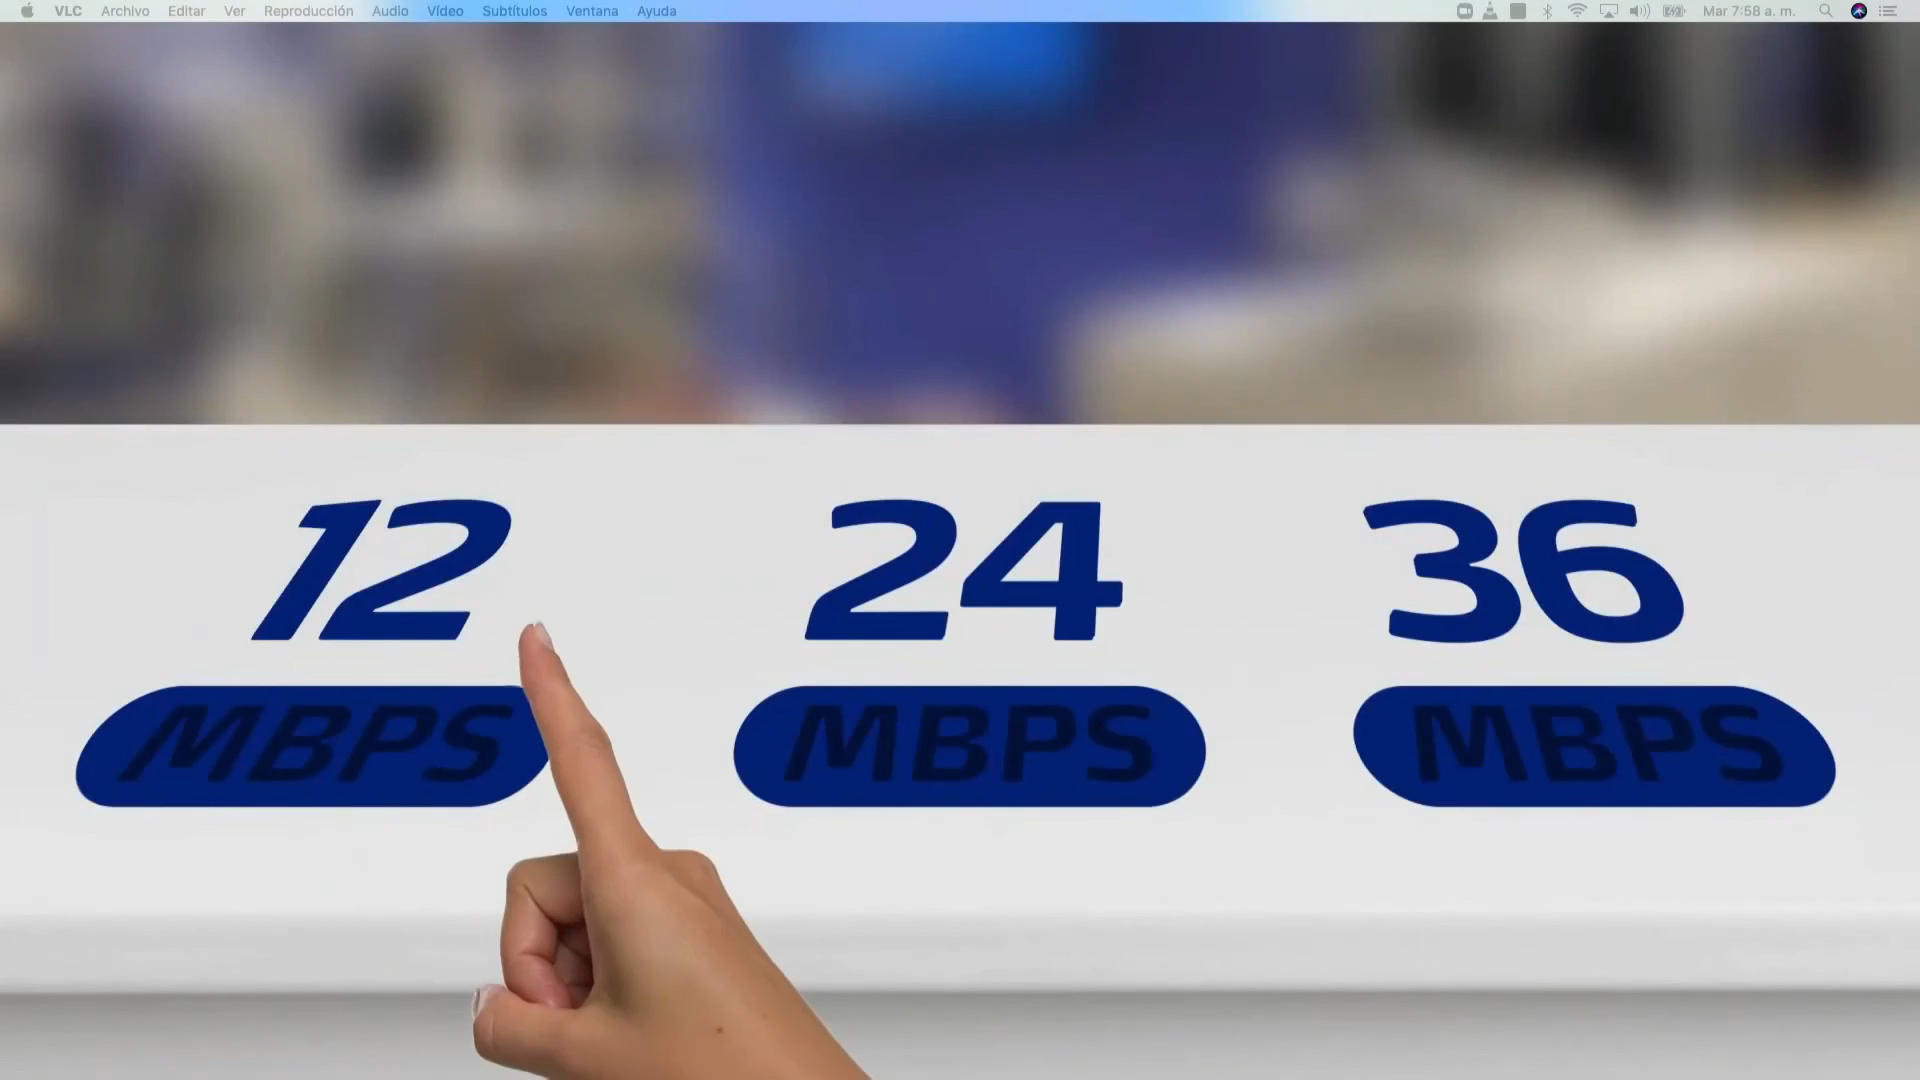 VLC Archivo Editar Ver Reproducción Audio Vídeo Subtítulos Ventana Ayuda Mar 7:58 a. m.
12 24 36
MBPS MBPS MBPS